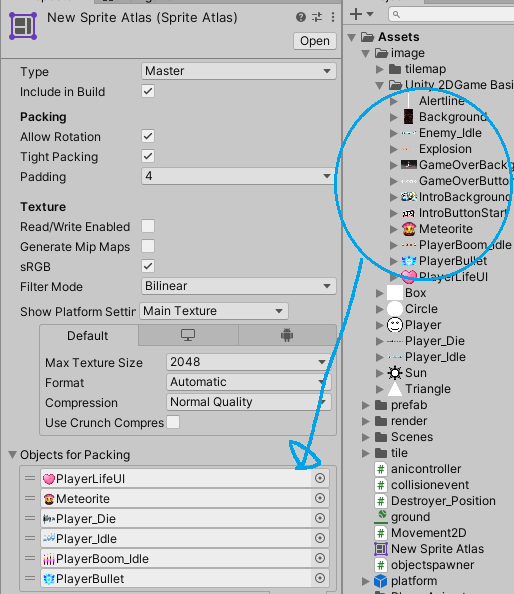 New Sprite Atlas (Sprite Atlas)
Open
Type
Master
Include in Build
Packing
Allow Rotation
Tight Packing
Padding
4
Texture
Read/Write Enabled
Generate Mip Maps
sRGB
Filter Mode
Bilinear
Show Platform Settir
Main Texture
Default
Max Texture Size
2048
Format
Automatic
Compression
Normal Quality
Use Crunch Compres
Objects for Packing
PlayerLifeUI
Meteorite
Player_Die
Player_Idle
PlayerBoom_Idle
PlayerBullet
Assets
image
tilemap
Unity 2DGame Basi
Alertline
Background
Enemy_Idle
Explosion
GameOverBackg
GameOverButto
IntroBackground
IntroButtonStart
Meteorite
PlayerBoom_Idle
PlayerBullet
PlayerLifeUI
Box
Circle
Player
Player_Die
Player_Idle
Sun
Triangle
prefab
render
Scenes
tile
anicontroller
collisionevent
Destroyer_Position
ground
Movement2D
New Sprite Atlas
objectspawner
platform